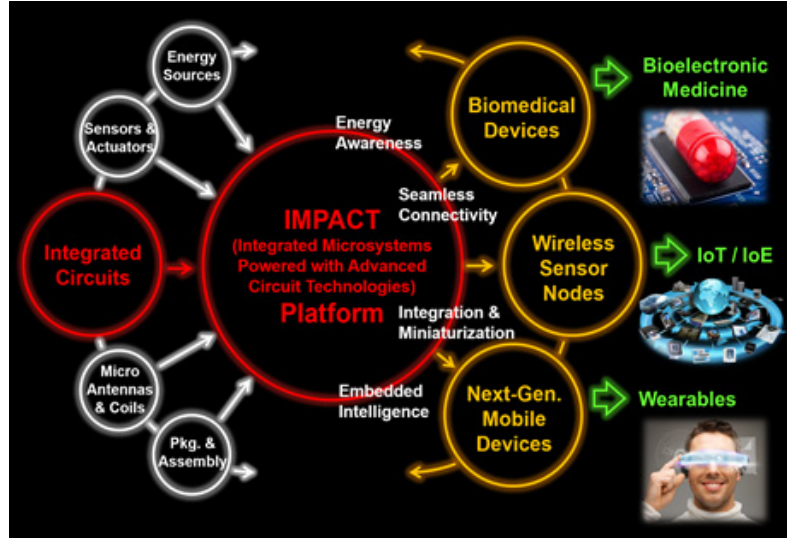 Energy
Sources
Sensors &
Actuators
Integrated
Circuits
Micro
Antennas
& Coils
Pkg. &
Assembly
Energy
Awareness
Seamless
Connectivity
IMPACT
(Integrated Microsystems
Powered with Advanced
Circuit Technologies)
Platform
Integration &
Miniaturization
Embedded
Intelligence
Biomedical
Devices
Wireless
Sensor
Nodes
Next-Gen.
Mobile
Devices
Bioelectronic
Medicine
IoT / IoE
Wearables